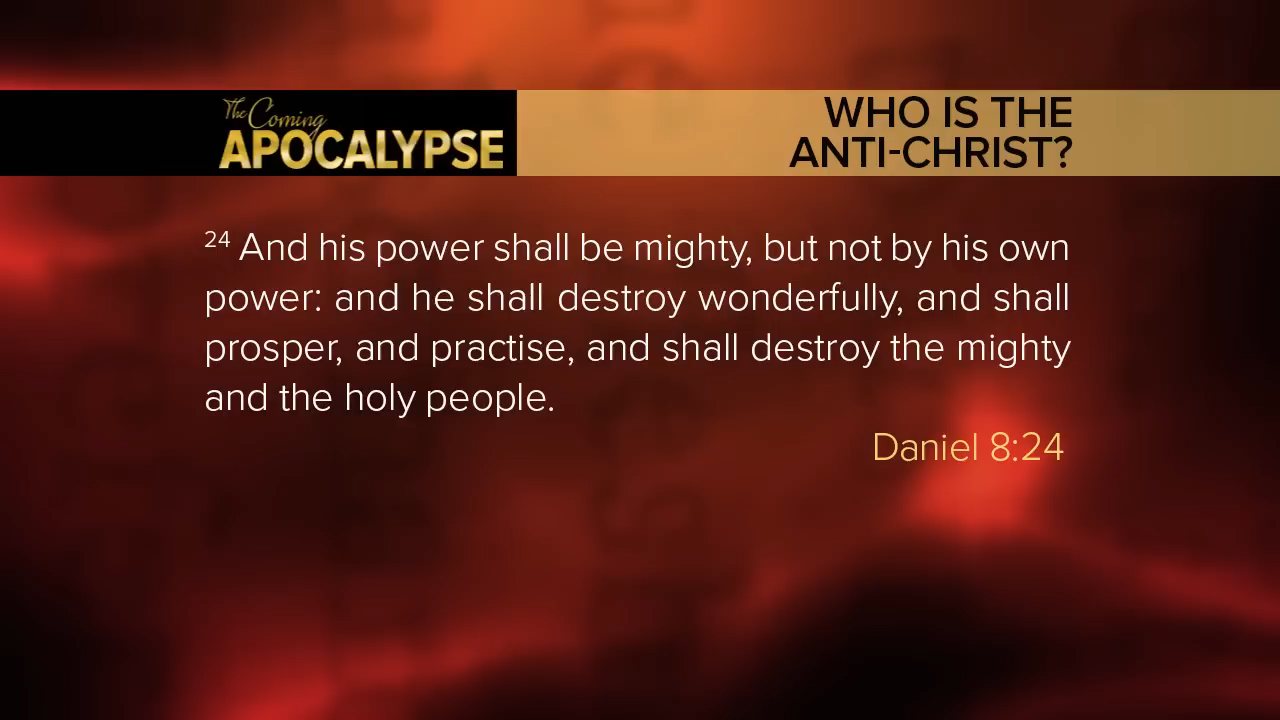 The Coming
APOCALYPSE
WHO IS THE
ANTI-CHRIST?
24 And his power shall be mighty, but not by his own
power: and he shall destroy wonderfully, and shall
prosper, and practise, and shall destroy the mighty
and the holy people.
Daniel 8:24